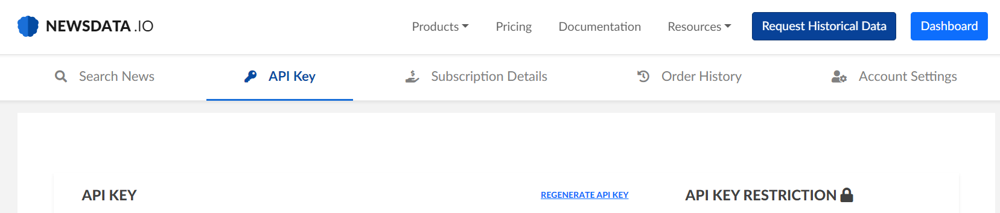 NEWSDATA.IO Products Pricing Documentation Resources Request Historical Data Dashboard
Search News API Key Subscription Details Order History Account Settings
API KEY REGENERATE API KEY API KEY RESTRICTION